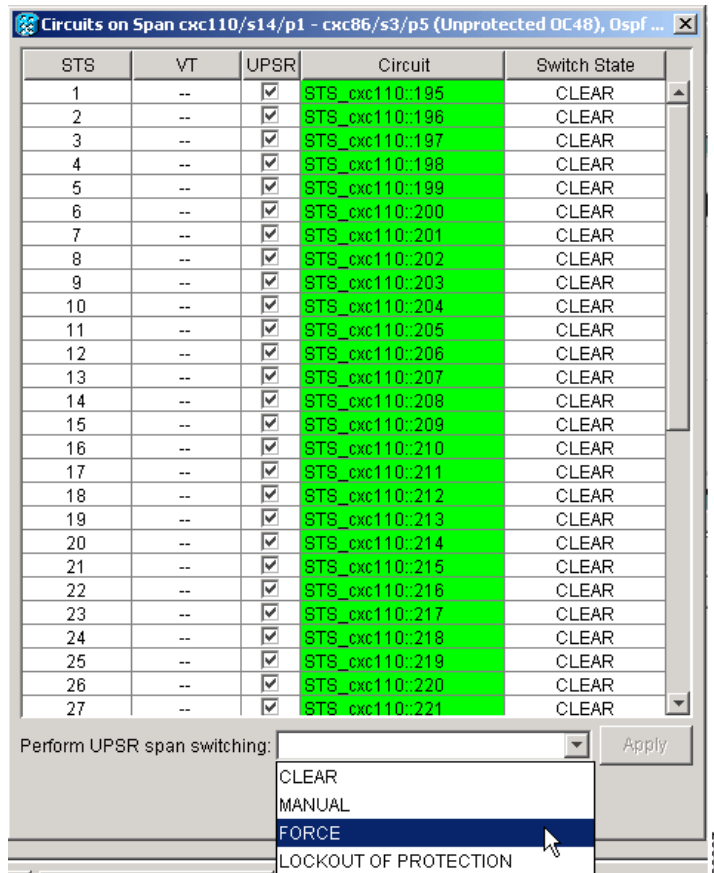 Circuits on Span cxc110/s14/p1 - cxc86/s3/p5 (Unprotected OC48), Ospf ...
STS VT UPSR Circuit Switch State
1 -- STS_cxc110::195 CLEAR
2 -- STS_cxc110::196 CLEAR
3 -- STS_cxc110::197 CLEAR
4 -- STS_cxc110::198 CLEAR
5 -- STS_cxc110::199 CLEAR
6 -- STS_cxc110::200 CLEAR
7 -- STS_cxc110::201 CLEAR
8 -- STS_cxc110::202 CLEAR
9 -- STS_cxc110::203 CLEAR
10 -- STS_cxc110::204 CLEAR
11 -- STS_cxc110::205 CLEAR
12 -- STS_cxc110::206 CLEAR
13 -- STS_cxc110::207 CLEAR
14 -- STS_cxc110::208 CLEAR
15 -- STS_cxc110::209 CLEAR
16 -- STS_cxc110::210 CLEAR
17 -- STS_cxc110::211 CLEAR
18 -- STS_cxc110::212 CLEAR
19 -- STS_cxc110::213 CLEAR
20 -- STS_cxc110::214 CLEAR
21 -- STS_cxc110::215 CLEAR
22 -- STS_cxc110::216 CLEAR
23 -- STS_cxc110::217 CLEAR
24 -- STS_cxc110::218 CLEAR
25 -- STS_cxc110::219 CLEAR
26 -- STS_cxc110::220 CLEAR
27 -- STS_cxc110::221 CLEAR
Perform UPSR span switching: Apply
CLEAR
MANUAL
FORCE
LOCKOUT OF PROTECTION